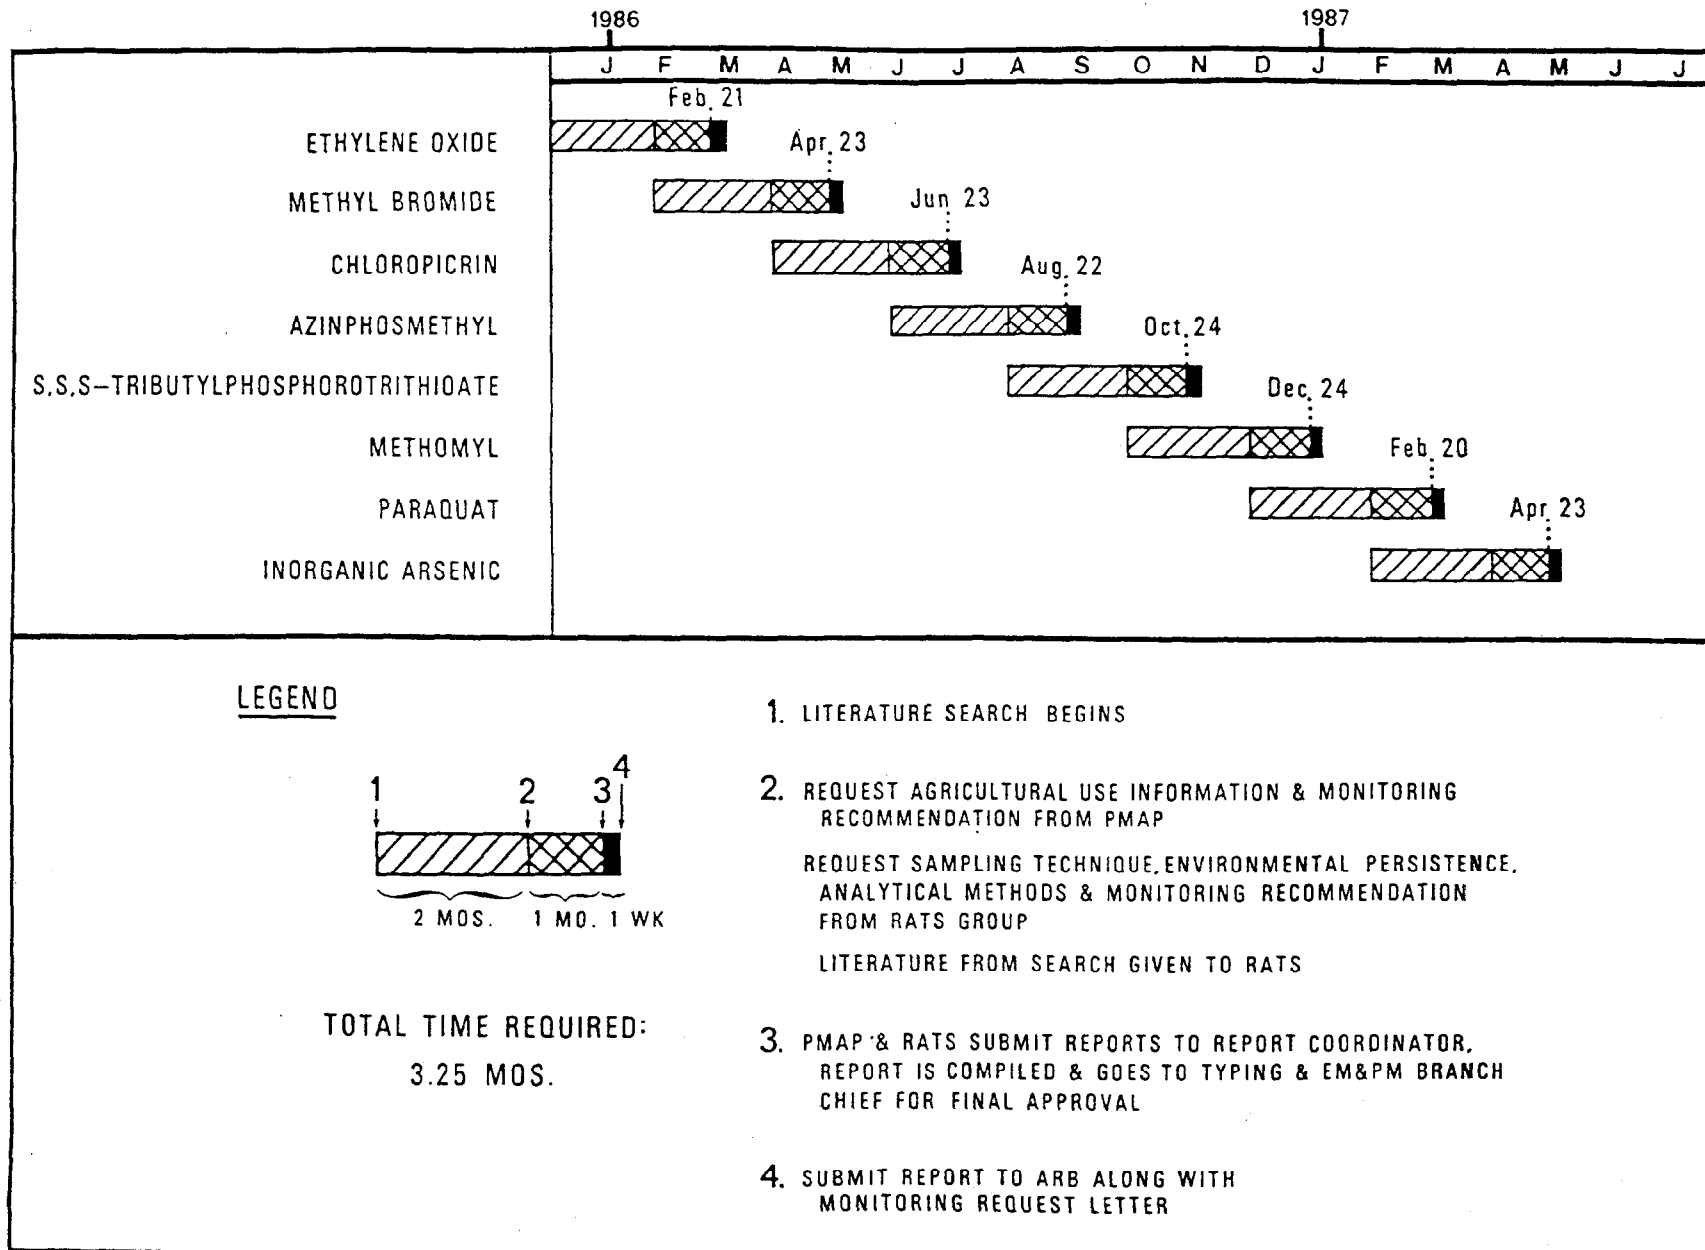 1986 1987
J F M A M J J A S O N D J F M A M J J
Feb. 21
ETHYLENE OXIDE
Apr. 23
METHYL BROMIDE
Jun 23
CHLOROPICRIN
Aug. 22
AZINPHOSMETHYL
Oct. 24
S,S,S-TRIBUTYLPHOSPHOROTRITHIOATE
Dec. 24
METHOMYL
Feb. 20
PARAQUAT
Apr. 23
INORGANIC ARSENIC
LEGEND
1 2 3 4
2 MOS. 1 MO. 1 WK
TOTAL TIME REQUIRED:
3.25 MOS.
1. LITERATURE SEARCH BEGINS
2. REQUEST AGRICULTURAL USE INFORMATION & MONITORING
RECOMMENDATION FROM PMAP
REQUEST SAMPLING TECHNIQUE, ENVIRONMENTAL PERSISTENCE,
ANALYTICAL METHODS & MONITORING RECOMMENDATION
FROM RATS GROUP
LITERATURE FROM SEARCH GIVEN TO RATS
3. PMAP & RATS SUBMIT REPORTS TO REPORT COORDINATOR.
REPORT IS COMPILED & GOES TO TYPING & EM&PM BRANCH
CHIEF FOR FINAL APPROVAL
4. SUBMIT REPORT TO ARB ALONG WITH
MONITORING REQUEST LETTER